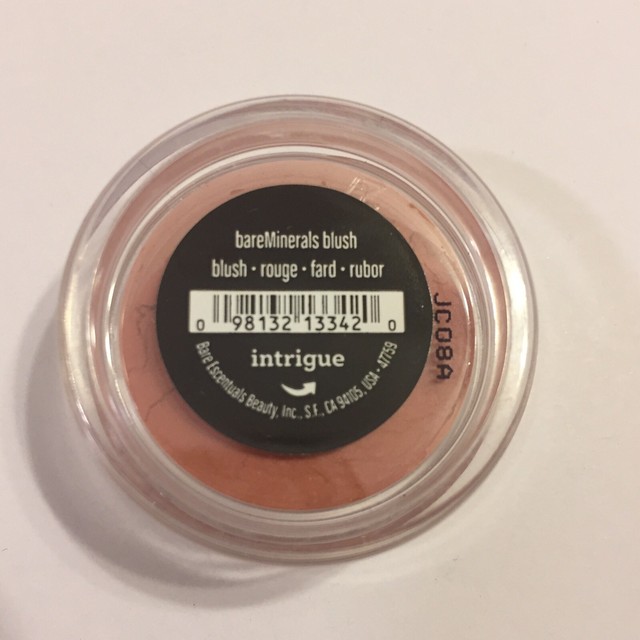 bareMinerals blush
blush · rouge · fard · rubor
0 98132 13342 0
intrigue
Bare Escentuals Beauty, Inc., S.F., CA 94105, USA · 47759
JC08A